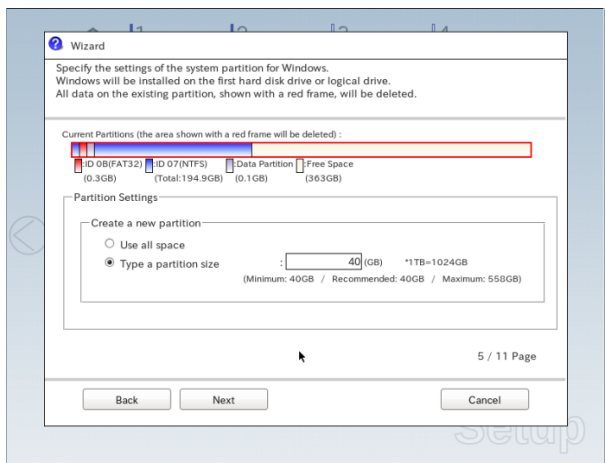 1 2 3 4
Wizard
Specify the settings of the system partition for Windows.
Windows will be installed on the first hard disk drive or logical drive.
All data on the existing partition, shown with a red frame, will be deleted.
Current Partitions (the area shown with a red frame will be deleted) :
:ID 0B(FAT32) :ID 07(NTFS) :Data Partition :Free Space
(0.3GB) (Total:194.9GB) (0.1GB) (363GB)
Partition Settings
Create a new partition
Use all space
Type a partition size : 40 (GB) *1TB=1024GB
(Minimum: 40GB / Recommended: 40GB / Maximum: 558GB)
5 / 11 Page
Back Next Cancel
Setup